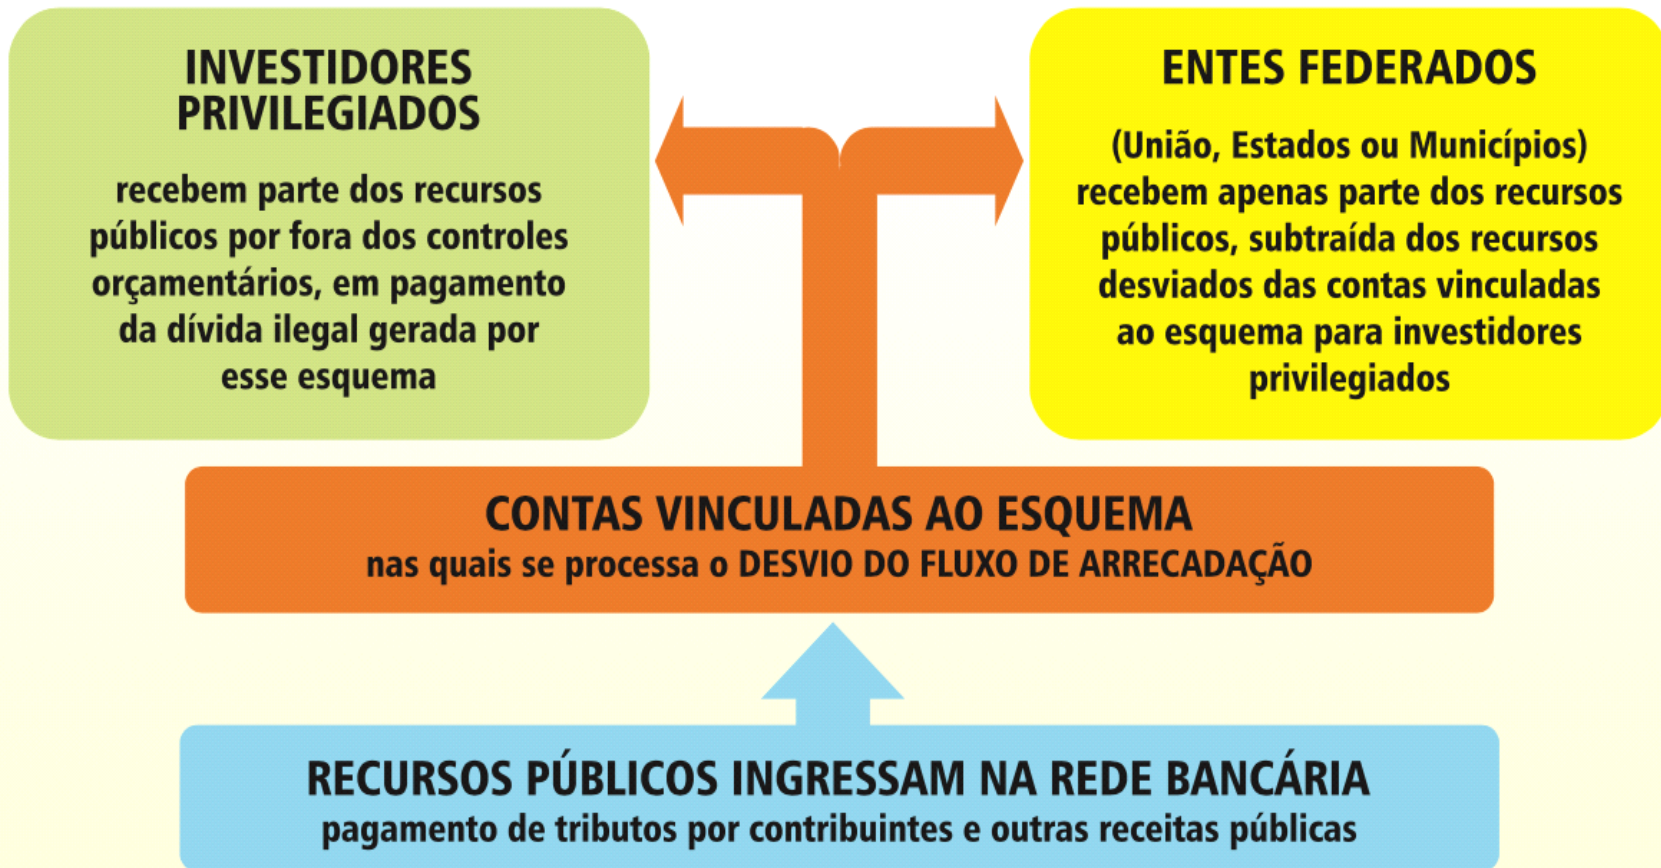 INVESTIDORES
PRIVILEGIADOS
recebem parte dos recursos
públicos por fora dos controles
orçamentários, em pagamento
da dívida ilegal gerada por
esse esquema
ENTES FEDERADOS
(União, Estados ou Municípios)
recebem apenas parte dos recursos
públicos, subtraída dos recursos
desviados das contas vinculadas
ao esquema para investidores
privilegiados
CONTAS VINCULADAS AO ESQUEMA
nas quais se processa o DESVIO DO FLUXO DE ARRECADAÇÃO
RECURSOS PÚBLICOS INGRESSAM NA REDE BANCÁRIA
pagamento de tributos por contribuintes e outras receitas públicas